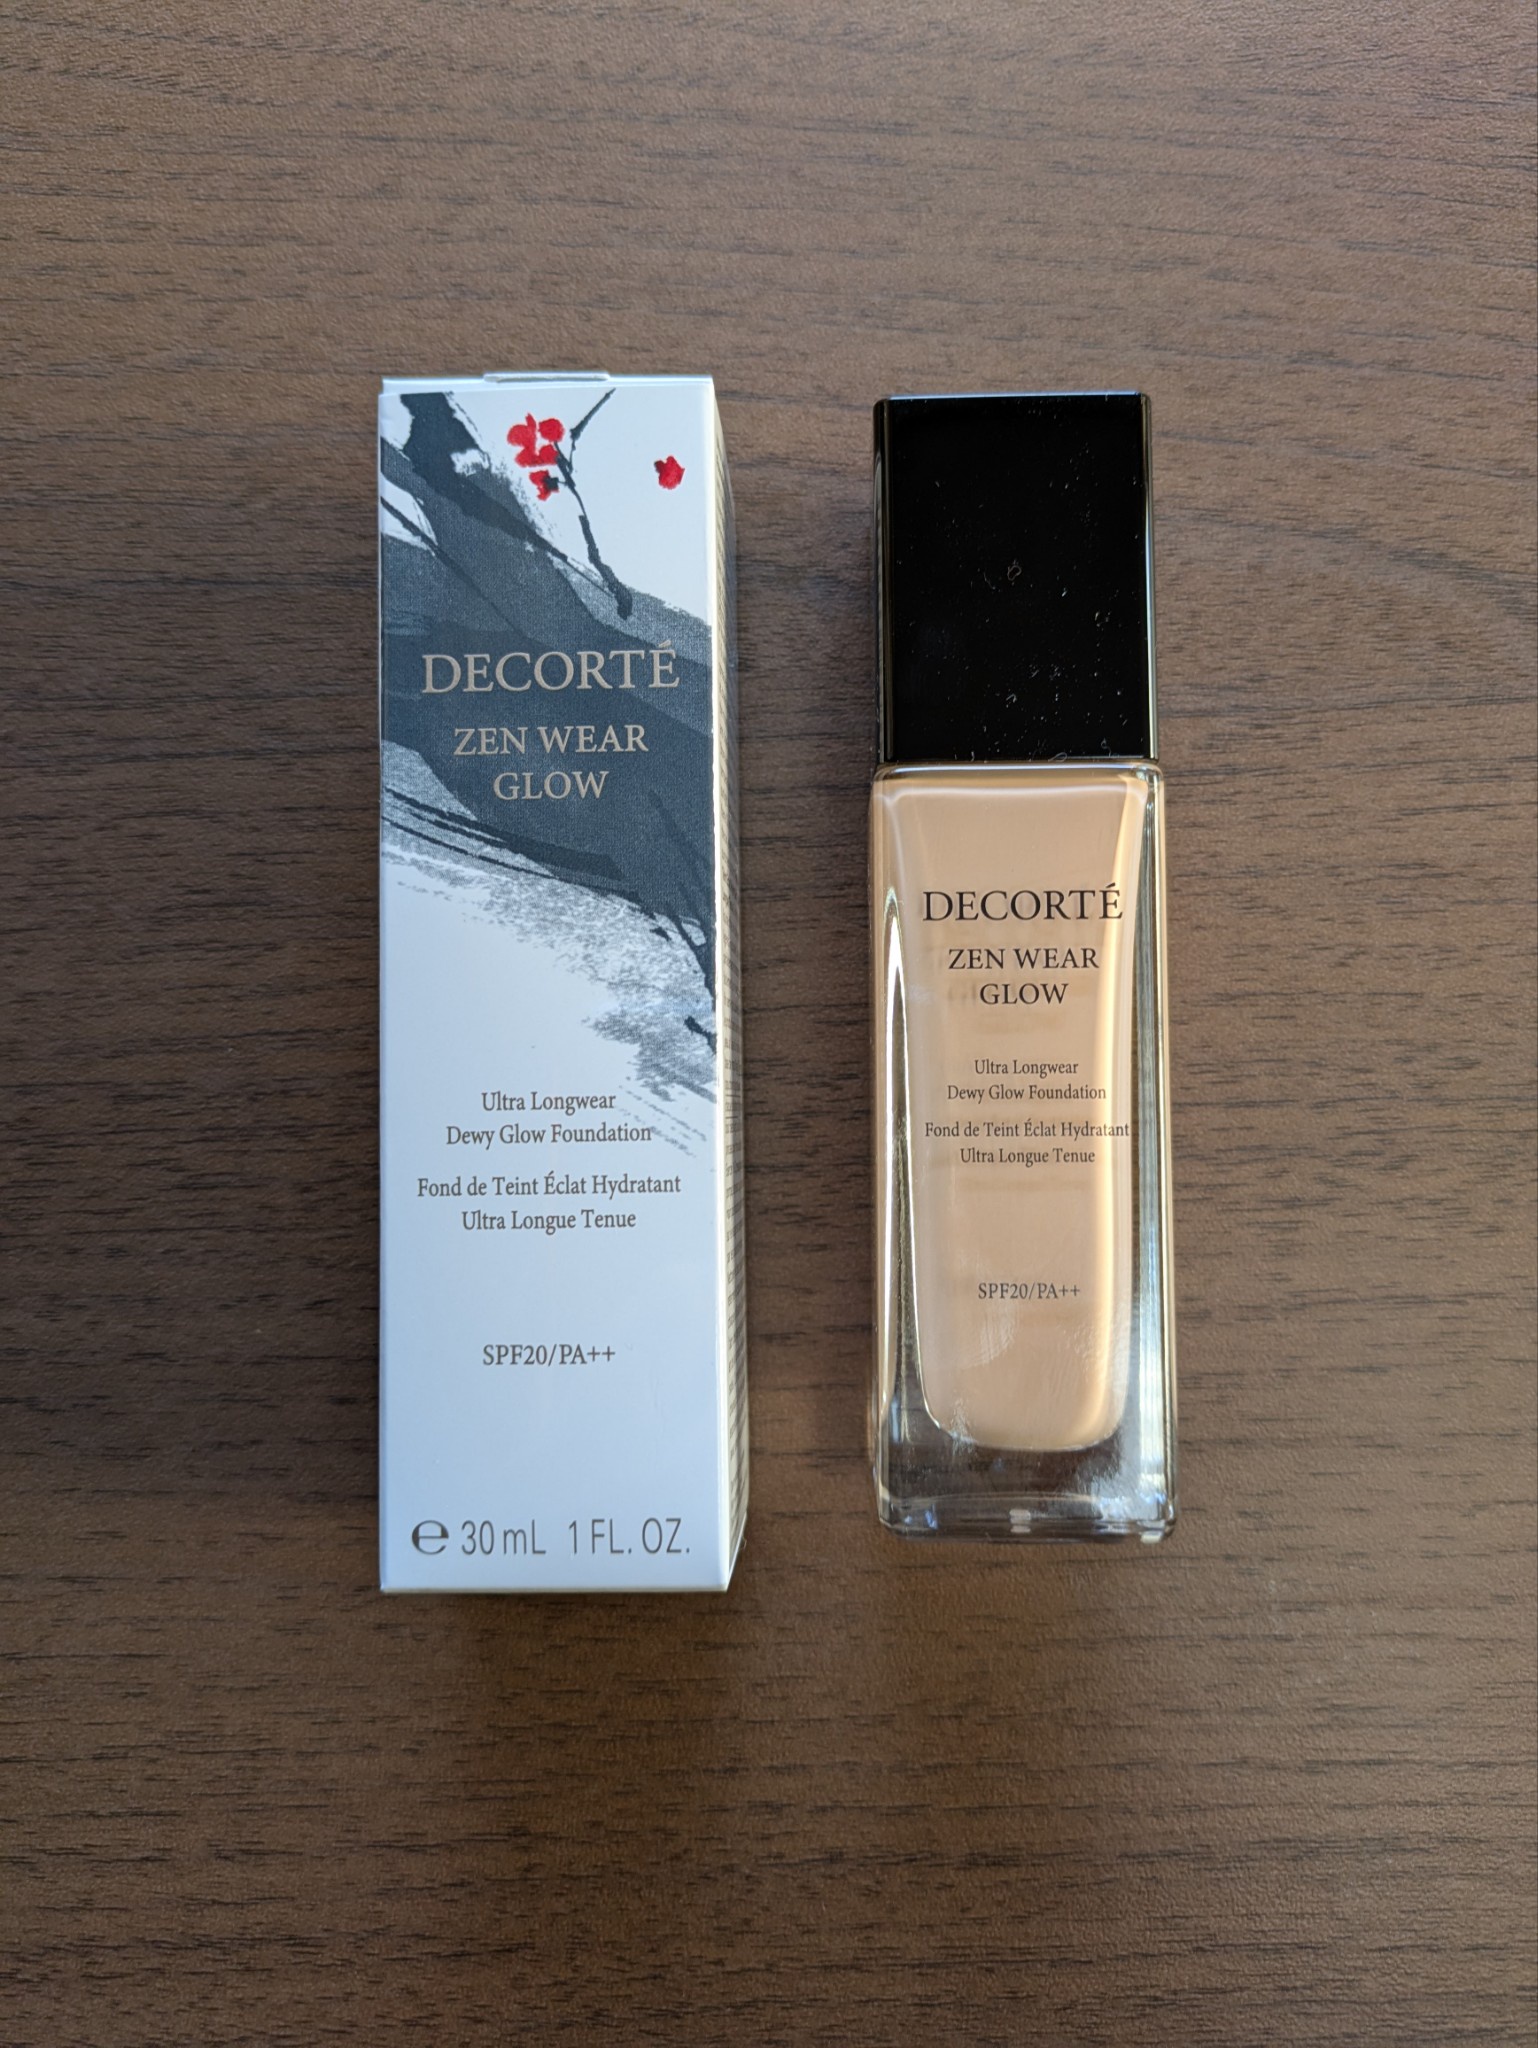 DECORTÉ
ZEN WEAR
GLOW
Ultra Longwear
Dewy Glow Foundation
Fond de Teint Éclat Hydratant
Ultra Longue Tenue
SPF20/PA++
℮ 30 mL 1 FL. OZ.
DECORTÉ
ZEN WEAR
GLOW
Ultra Longwear
Dewy Glow Foundation
Fond de Teint Éclat Hydratant
Ultra Longue Tenue
SPF20/PA++